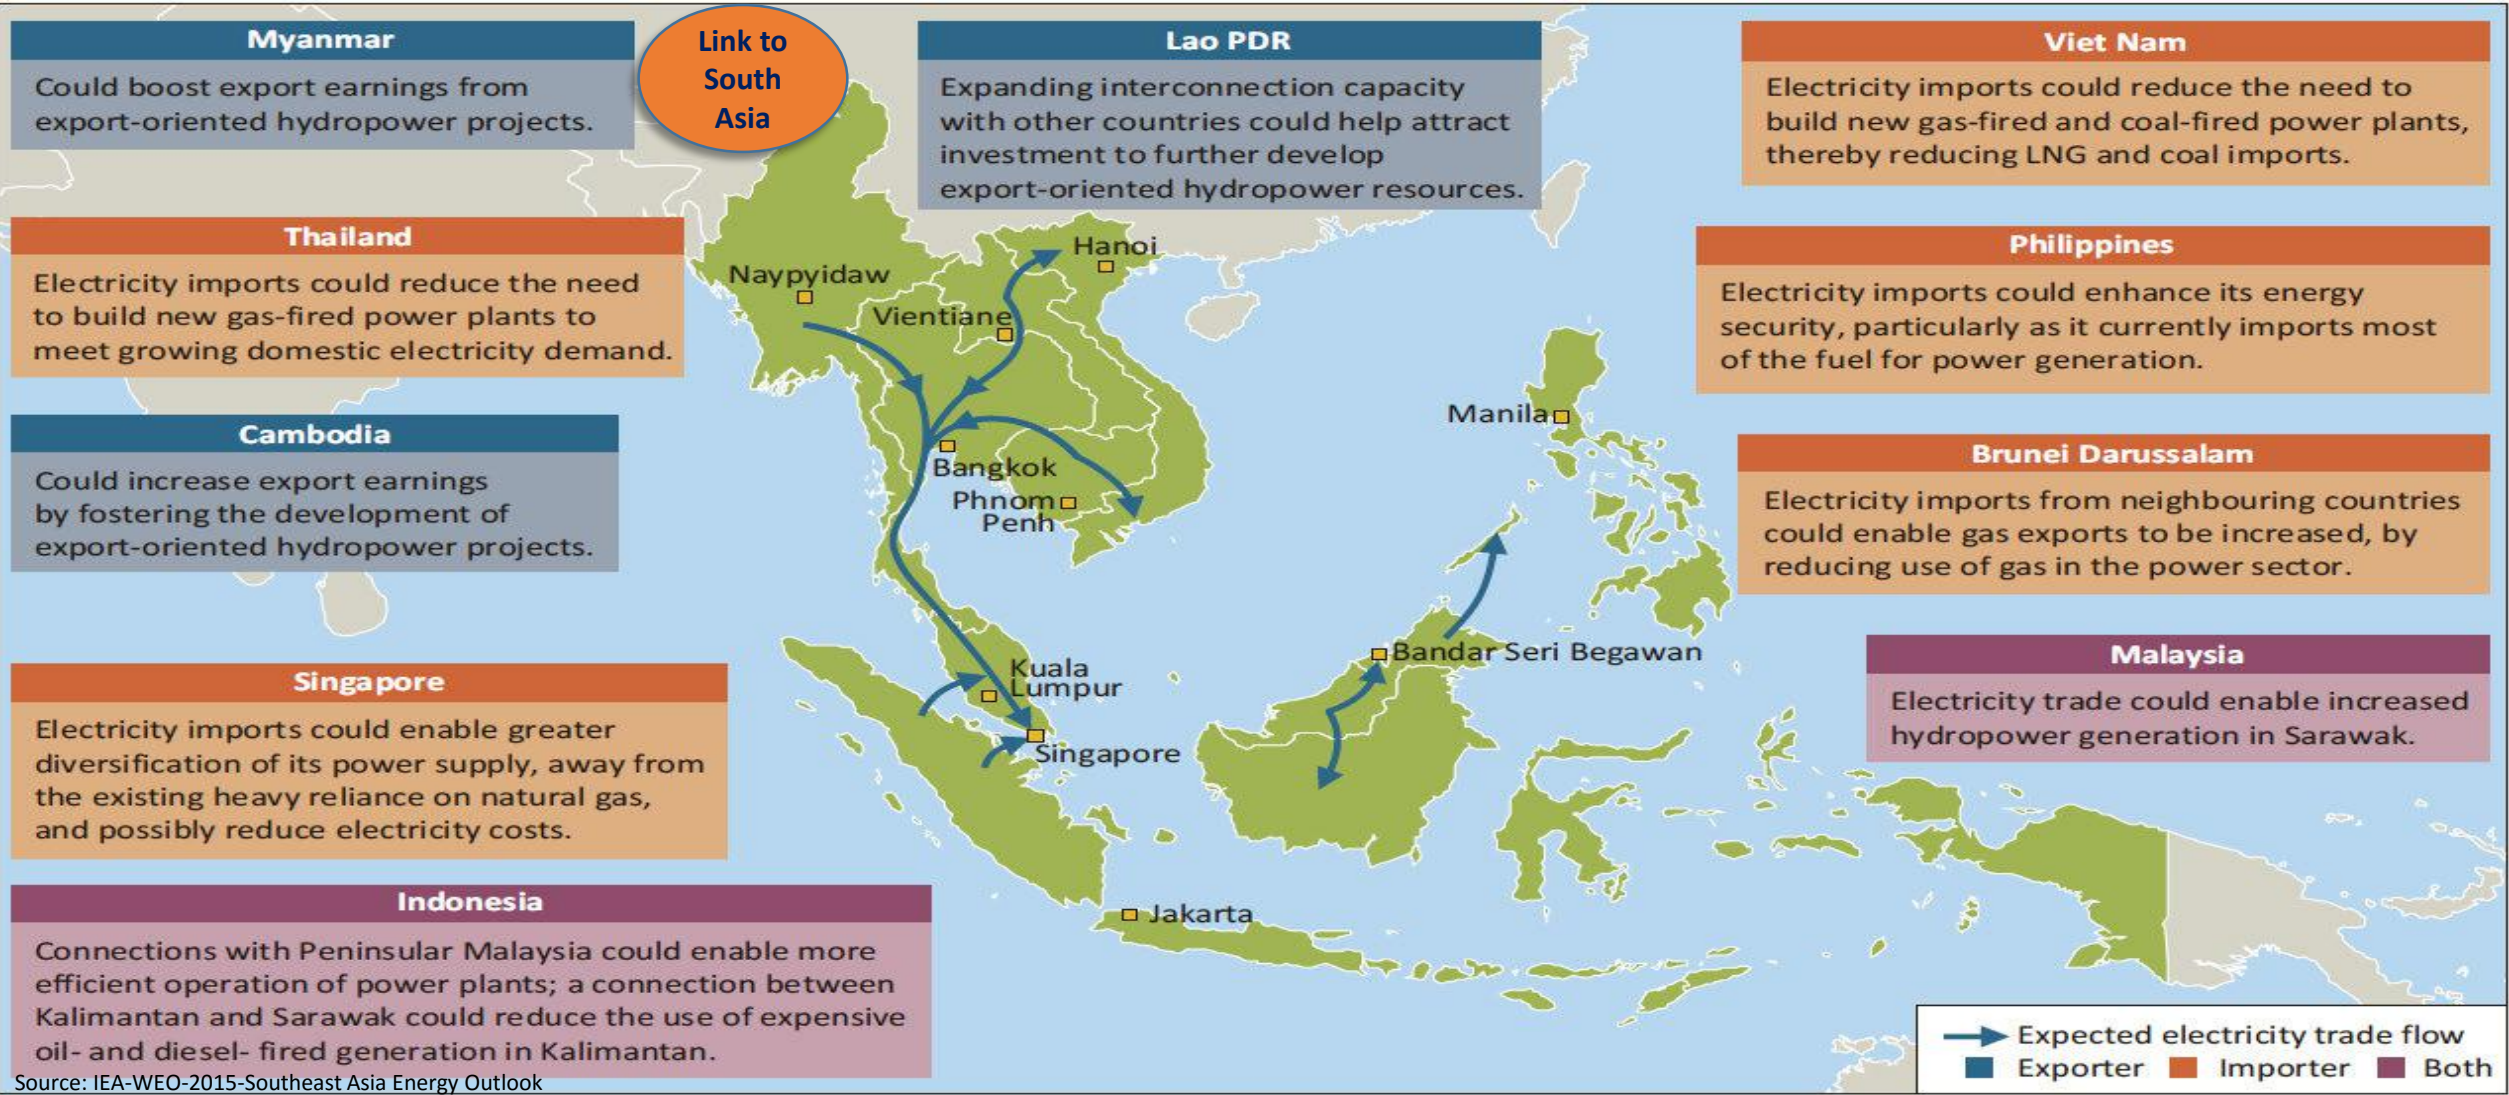 Myanmar
Could boost export earnings from
export-oriented hydropower projects.
Link to
South
Asia
Lao PDR
Expanding interconnection capacity
with other countries could help attract
investment to further develop
export-oriented hydropower resources.
Viet Nam
Electricity imports could reduce the need to
build new gas-fired and coal-fired power plants,
thereby reducing LNG and coal imports.
Thailand
Electricity imports could reduce the need
to build new gas-fired power plants to
meet growing domestic electricity demand.
Philippines
Electricity imports could enhance its energy
security, particularly as it currently imports most
of the fuel for power generation.
Cambodia
Could increase export earnings
by fostering the development of
export-oriented hydropower projects.
Brunei Darussalam
Electricity imports from neighbouring countries
could enable gas exports to be increased, by
reducing use of gas in the power sector.
Singapore
Electricity imports could enable greater
diversification of its power supply, away from
the existing heavy reliance on natural gas,
and possibly reduce electricity costs.
Malaysia
Electricity trade could enable increased
hydropower generation in Sarawak.
Indonesia
Connections with Peninsular Malaysia could enable more
efficient operation of power plants; a connection between
Kalimantan and Sarawak could reduce the use of expensive
oil- and diesel- fired generation in Kalimantan.
Hanoi
Naypyidaw
Vientiane
Manila
Bangkok
Phnom
Penh
Bandar Seri Begawan
Kuala
Lumpur
Singapore
Jakarta
Expected electricity trade flow
Exporter Importer Both
Source: IEA-WEO-2015-Southeast Asia Energy Outlook